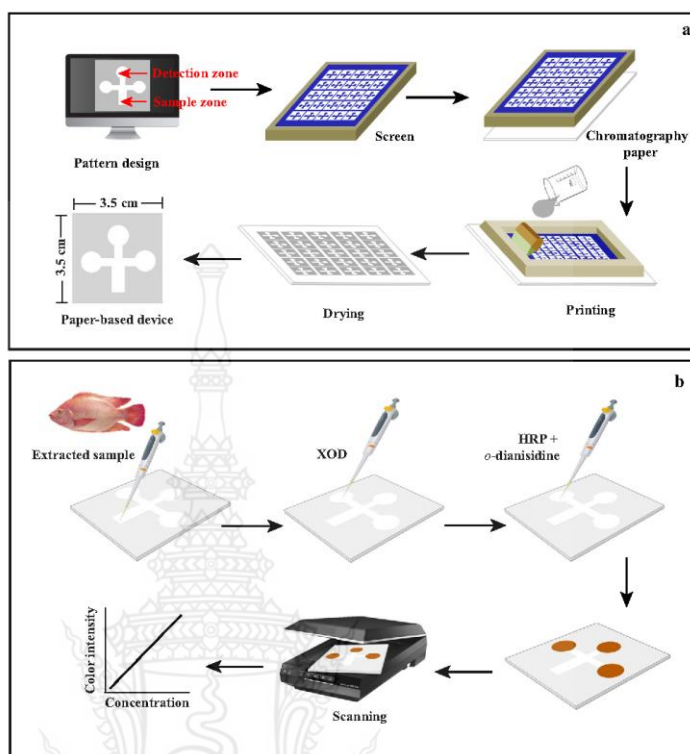 a
Detection zone
Sample zone
Pattern design
Screen
Chromatography
paper
3.5 cm
3.5 cm
Paper-based device
Drying
Printing
b
Extracted sample
XOD
HRP +
o-dianisidine
Color intensity
Concentration
Scanning